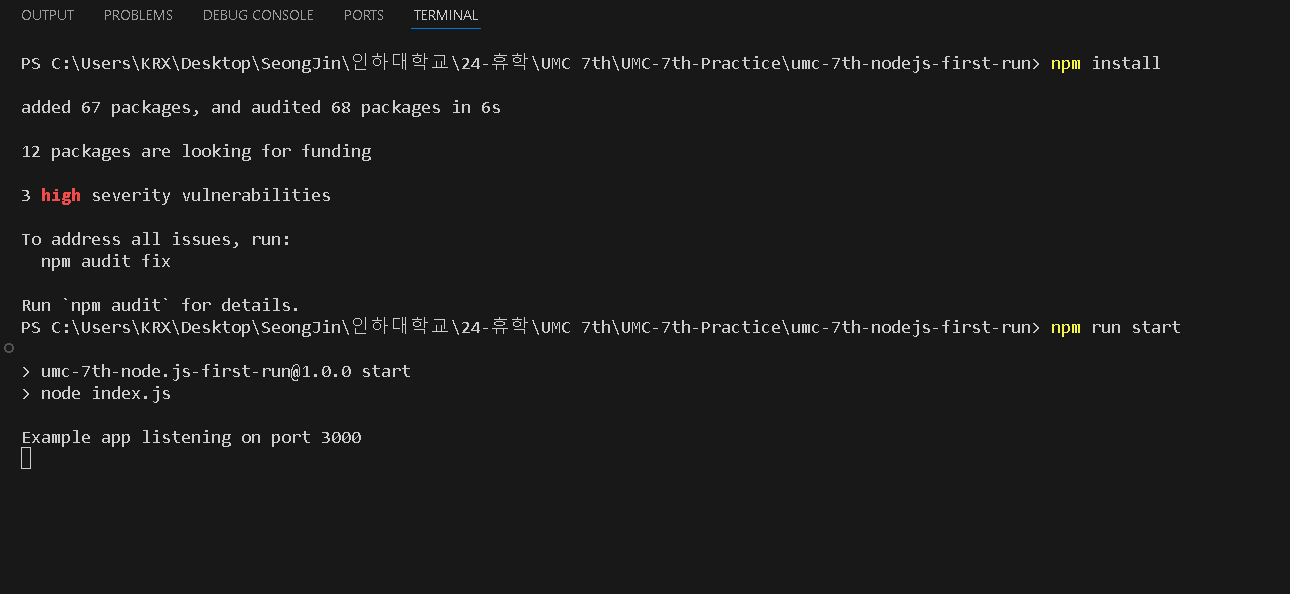 OUTPUT PROBLEMS DEBUG CONSOLE PORTS TERMINAL
PS C:\Users\KRX\Desktop\SeongJin\인하대학교\24-휴학\UMC 7th\UMC-7th-Practice\umc-7th-nodejs-first-run> npm install
added 67 packages, and audited 68 packages in 6s
12 packages are looking for funding
3 high severity vulnerabilities
To address all issues, run:
npm audit fix
Run `npm audit` for details.
PS C:\Users\KRX\Desktop\SeongJin\인하대학교\24-휴학\UMC 7th\UMC-7th-Practice\umc-7th-nodejs-first-run> npm run start
> umc-7th-node.js-first-run@1.0.0 start
> node index.js
Example app listening on port 3000